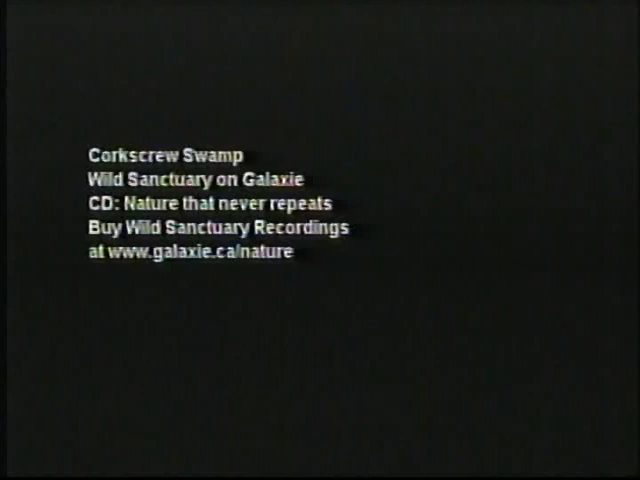 Corkscrew Swamp
Wild Sanctuary on Galaxie
CD: Nature that never repeats
Buy Wild Sanctuary Recordings
at www.galaxie.ca/nature